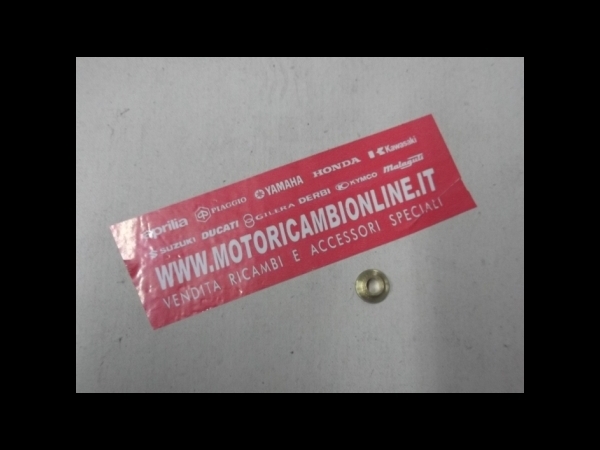 aprilia PIAGGIO YAMAHA HONDA Kawasaki
SUZUKI DUCATI GILERA DERBI KYMCO Malaguti
WWW.MOTORICAMBIONLINE.IT
VENDITA RICAMBI E ACCESSORI SPECIALI